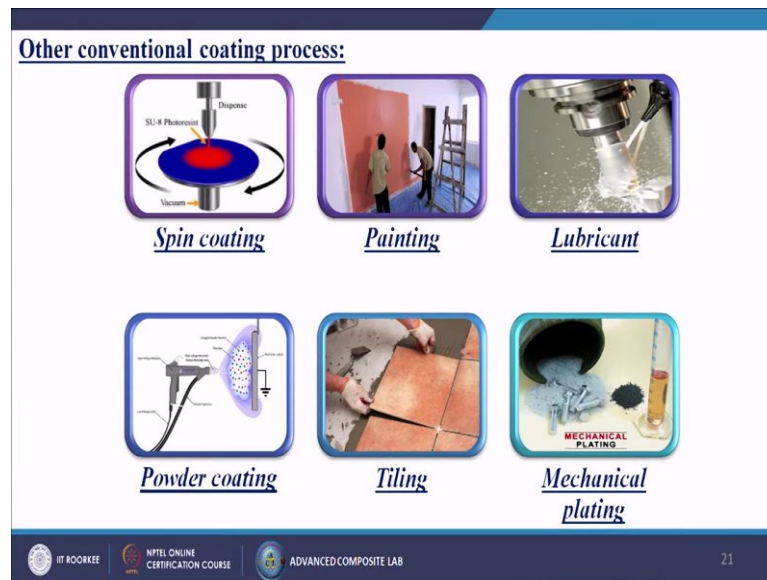 Other conventional coating process:
Dispense
SU-8 Photoresist
Vacuum
Spin coating
Painting
Lubricant
Powder coating
Tiling
MECHANICAL
PLATING
Mechanical
plating
IIT ROORKEE
NPTEL
NPTEL ONLINE
CERTIFICATION COURSE
ADVANCED COMPOSITE LAB
21